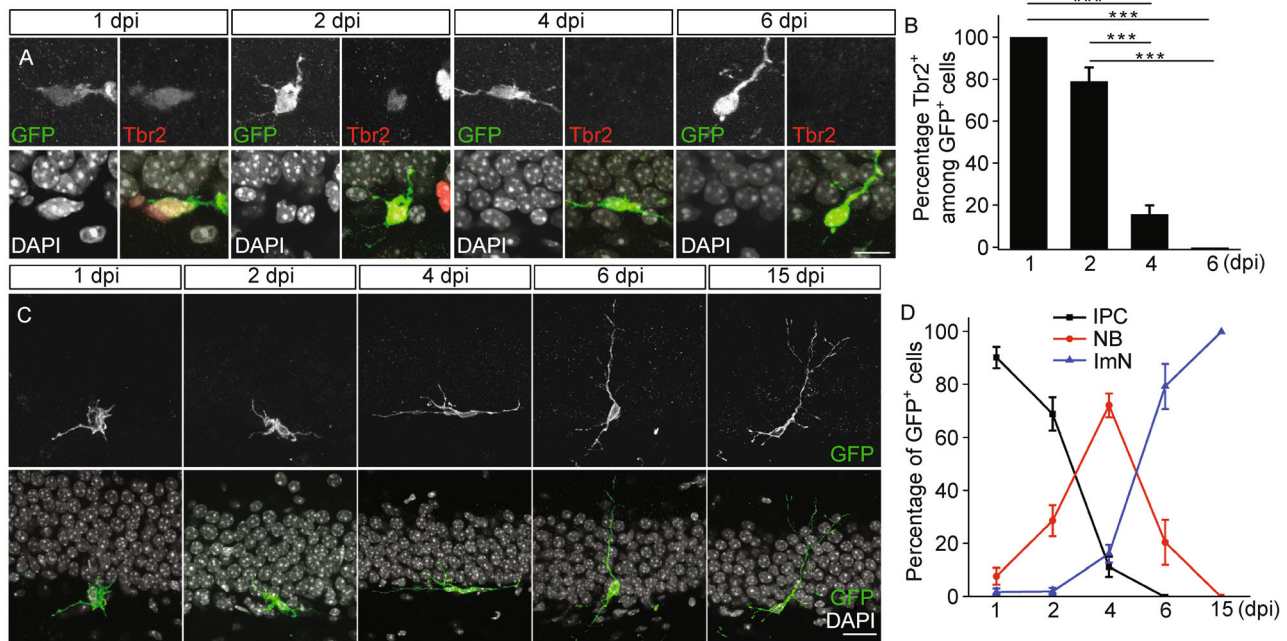 1 dpi 2 dpi 4 dpi 6 dpi
A
GFP Tbr2 GFP Tbr2 GFP Tbr2 GFP Tbr2
DAPI DAPI DAPI DAPI
B
***
***
***
***
Percentage Tbr2⁺
among GFP⁺ cells
100
80
60
40
20
0
1 2 4 6 (dpi)
1 dpi 2 dpi 4 dpi 6 dpi 15 dpi
C
GFP
GFP
DAPI
D
IPC
NB
ImN
Percentage of GFP⁺ cells
100
80
60
40
20
0
1 2 4 6 15 (dpi)